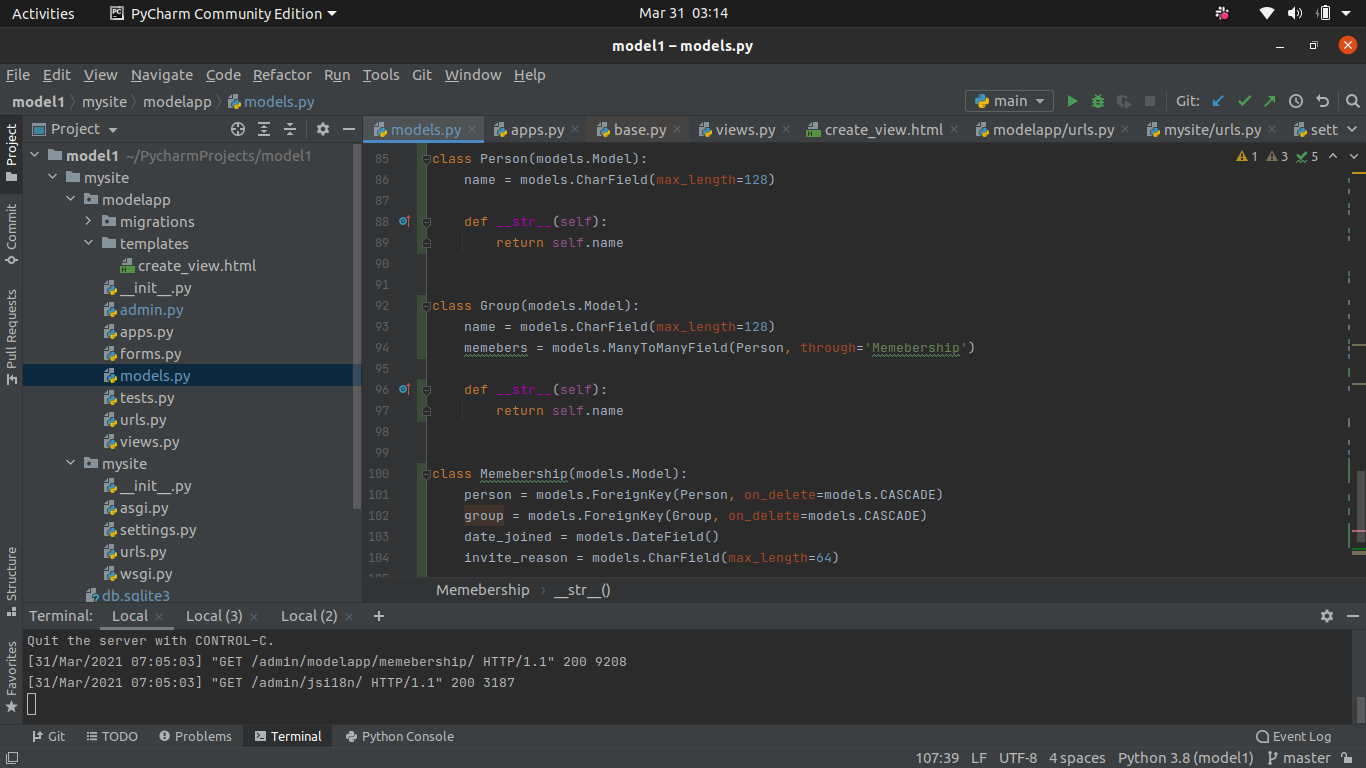 Activities PyCharm Community Edition Mar 31 03:14
model1 – models.py
File Edit View Navigate Code Refactor Run Tools Git Window Help
model1 mysite modelapp models.py main Git:
Project models.py apps.py base.py views.py create_view.html modelapp/urls.py mysite/urls.py sett
Project
Commit
Pull Requests
Structure
Favorites
model1 ~/PycharmProjects/model1
mysite
modelapp
migrations
templates
create_view.html
__init__.py
admin.py
apps.py
forms.py
models.py
tests.py
urls.py
views.py
mysite
__init__.py
asgi.py
settings.py
urls.py
wsgi.py
db.sqlite3
1 3 5
85 class Person(models.Model):
86 name = models.CharField(max_length=128)
87
88 def __str__(self):
89 return self.name
90
91
92 class Group(models.Model):
93 name = models.CharField(max_length=128)
94 memebers = models.ManyToManyField(Person, through='Memebership')
95
96 def __str__(self):
97 return self.name
98
99
100 class Memebership(models.Model):
101 person = models.ForeignKey(Person, on_delete=models.CASCADE)
102 group = models.ForeignKey(Group, on_delete=models.CASCADE)
103 date_joined = models.DateField()
104 invite_reason = models.CharField(max_length=64)
Memebership __str__()
Terminal: Local Local (3) Local (2)
Quit the server with CONTROL-C.
[31/Mar/2021 07:05:03] "GET /admin/modelapp/memebership/ HTTP/1.1" 200 9208
[31/Mar/2021 07:05:03] "GET /admin/jsi18n/ HTTP/1.1" 200 3187
Git TODO Problems Terminal Python Console Event Log
107:39 LF UTF-8 4 spaces Python 3.8 (model1) master